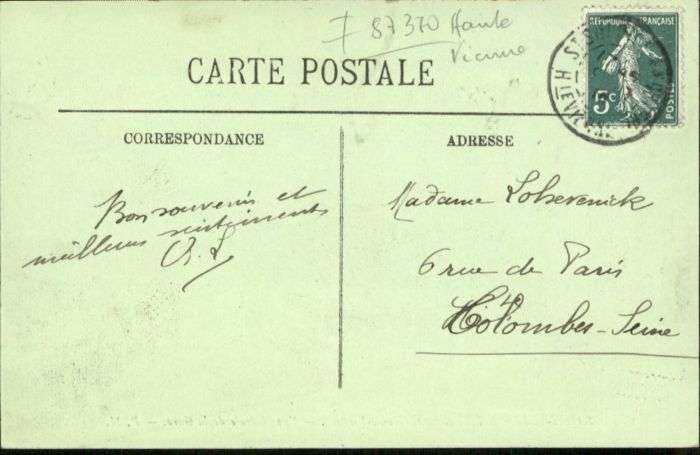 87370 Haute
Vienne
CARTE POSTALE
RÉPUBLIQUE FRANÇAISE
5c
POSTES
CORRESPONDANCE
ADRESSE
Bon souvenir et
meilleurs sentiments
Madame
6 rue de Paris
Colombes-Seine